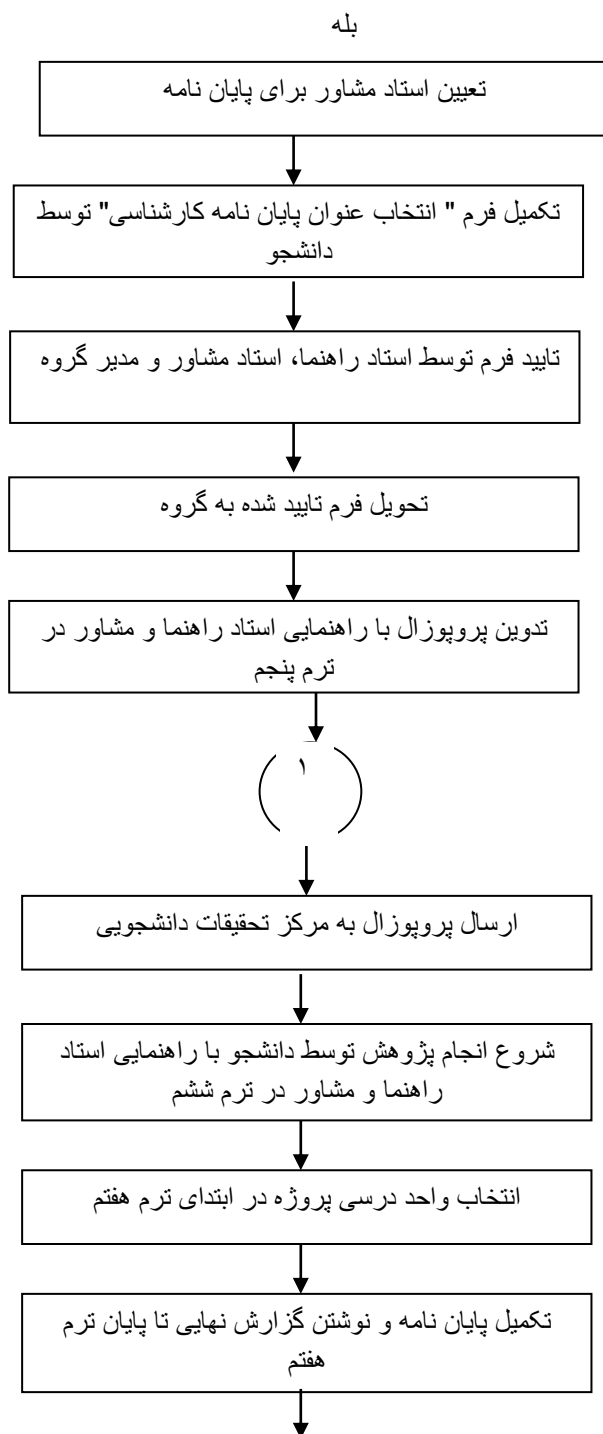 بله
تعیین استاد مشاور برای پایان نامه
تکمیل فرم " انتخاب عنوان پایان نامه کارشناسی" توسط
دانشجو
تایید فرم توسط استاد راهنما، استاد مشاور و مدیر گروه
تحویل فرم تایید شده به گروه
تدوین پروپوزال با راهنمایی استاد راهنما و مشاور در
ترم پنجم
۱
ارسال پروپوزال به مرکز تحقیقات دانشجویی
شروع انجام پژوهش توسط دانشجو با راهنمایی استاد
راهنما و مشاور در ترم ششم
انتخاب واحد درسی پروژه در ابتدای ترم هفتم
تکمیل پایان نامه و نوشتن گزارش نهایی تا پایان ترم
هفتم